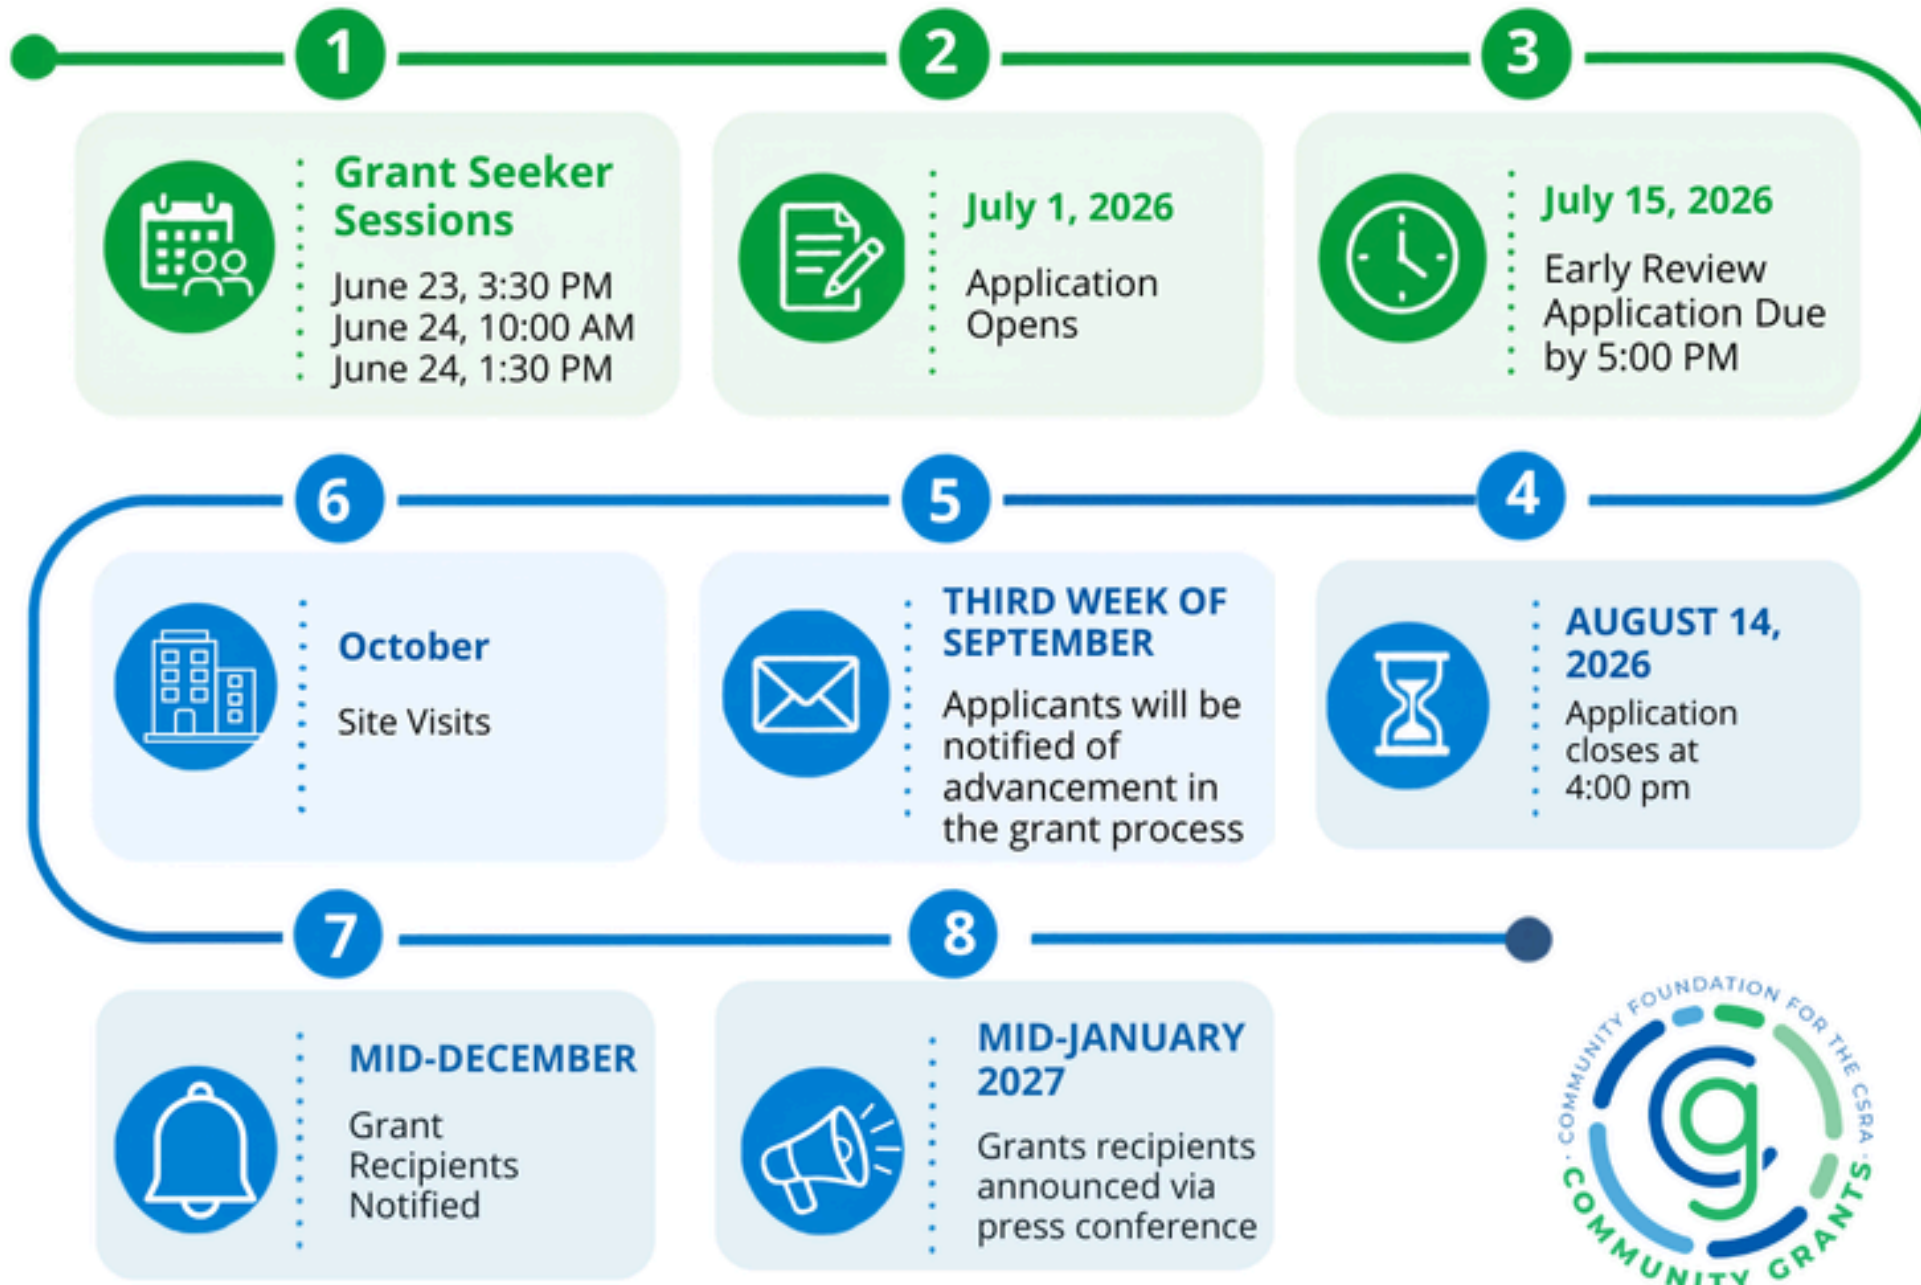 1
Grant Seeker
Sessions
June 23, 3:30 PM
June 24, 10:00 AM
June 24, 1:30 PM
2
July 1, 2026
Application
Opens
3
July 15, 2026
Early Review
Application Due
by 5:00 PM
4
AUGUST 14,
2026
Application
closes at
4:00 pm
5
THIRD WEEK OF
SEPTEMBER
Applicants will be
notified of
advancement in
the grant process
6
October
Site Visits
7
MID-DECEMBER
Grant
Recipients
Notified
8
MID-JANUARY
2027
Grants recipients
announced via
press conference
· COMMUNITY FOUNDATION FOR THE CSRA ·
COMMUNITY GRANTS
cg